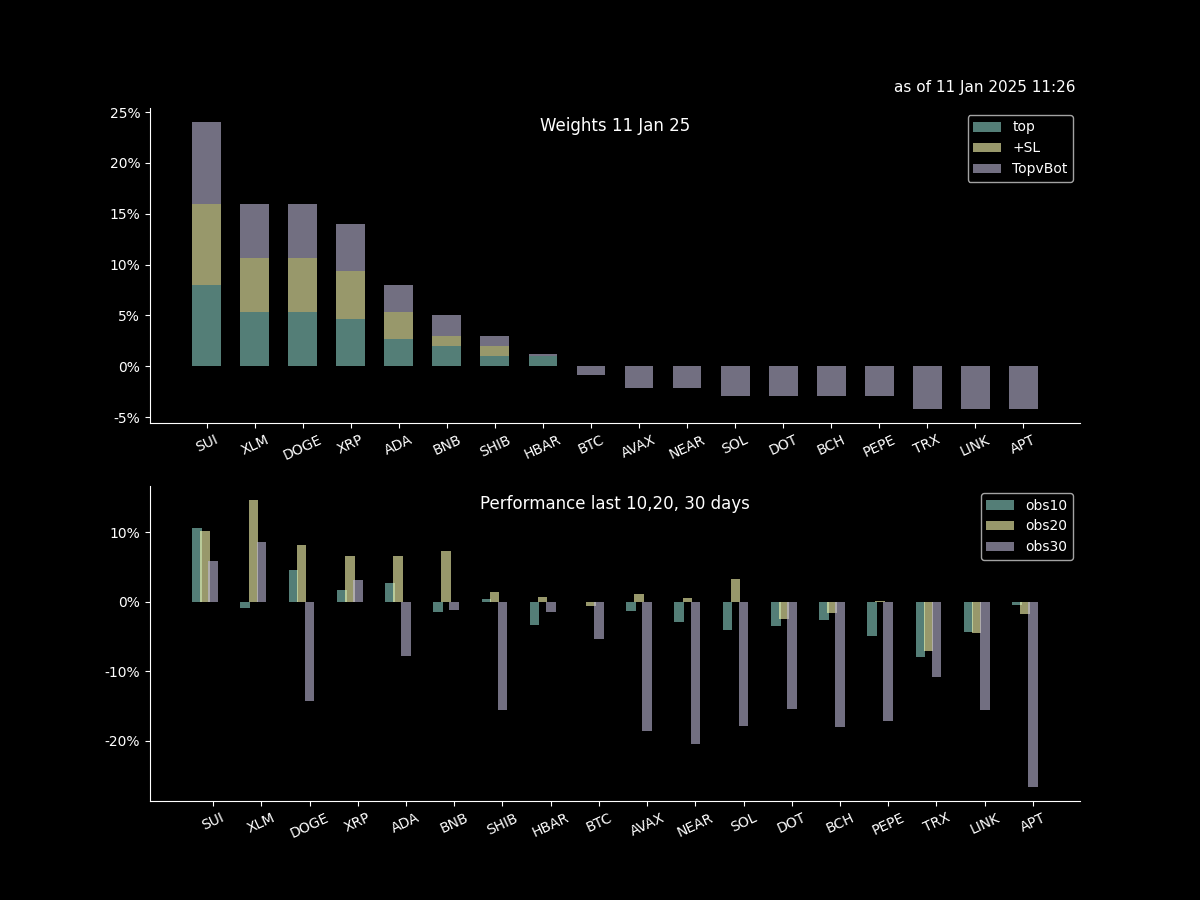 as of 11 Jan 2025 11:26
Weights 11 Jan 25
top
+SL
TopvBot
25%
20%
15%
10%
5%
0%
-5%
SUI XLM DOGE XRP ADA BNB SHIB HBAR BTC AVAX NEAR SOL DOT BCH PEPE TRX LINK APT
Performance last 10,20, 30 days
obs10
obs20
obs30
10%
0%
-10%
-20%
SUI XLM DOGE XRP ADA BNB SHIB HBAR BTC AVAX NEAR SOL DOT BCH PEPE TRX LINK APT